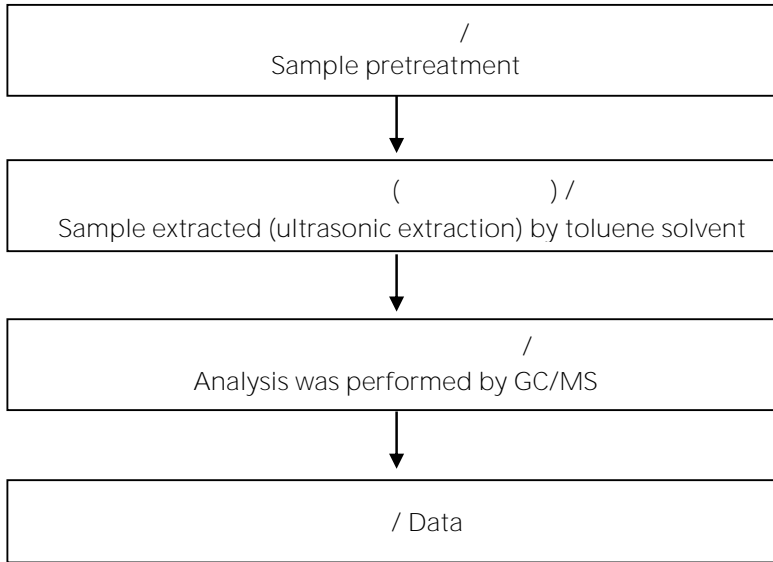 /
Sample pretreatment
( ) /
Sample extracted (ultrasonic extraction) by toluene solvent
/
Analysis was performed by GC/MS
/ Data